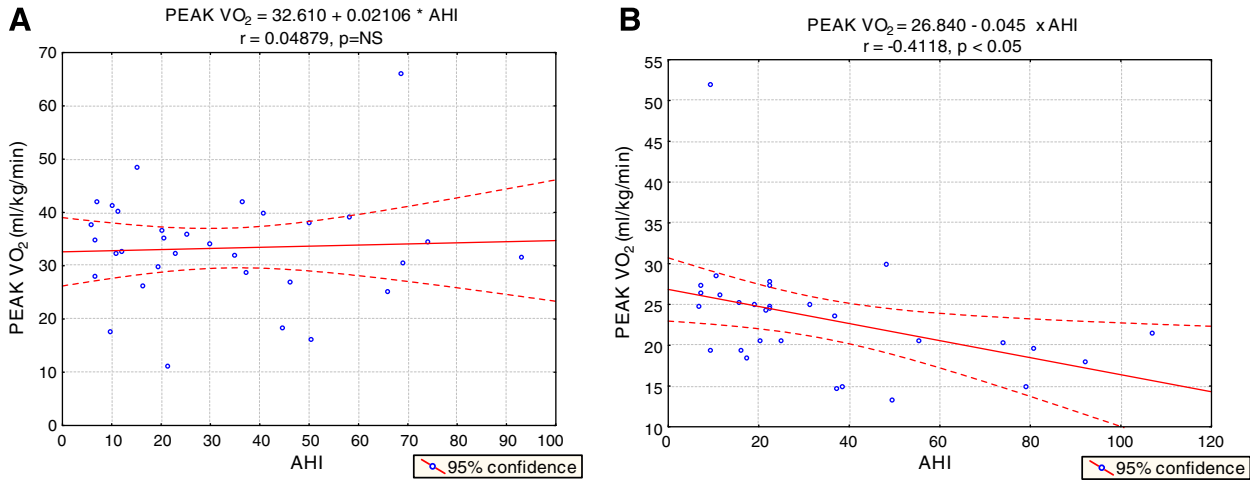 A
PEAK VO2 = 32.610 + 0.02106 * AHI
r = 0.04879, p=NS
PEAK VO2 (ml/kg/min)
70
60
50
40
30
20
10
0
0 10 20 30 40 50 60 70 80 90 100
AHI
95% confidence
B
PEAK VO2 = 26.840 - 0.045 x AHI
r = -0.4118, p < 0.05
PEAK VO2 (ml/kg/min)
55
50
45
40
35
30
25
20
15
10
0 20 40 60 80 100 120
AHI
95% confidence